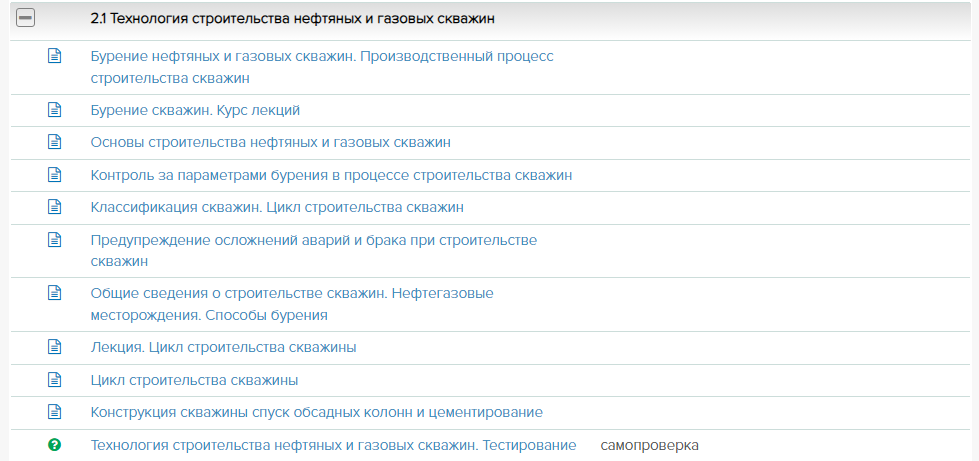 2.1 Технология строительства нефтяных и газовых скважин
Бурение нефтяных и газовых скважин. Производственный процесс
строительства скважин
Бурение скважин. Курс лекций
Основы строительства нефтяных и газовых скважин
Контроль за параметрами бурения в процессе строительства скважин
Классификация скважин. Цикл строительства скважин
Предупреждение осложнений аварий и брака при строительстве
скважин
Общие сведения о строительстве скважин. Нефтегазовые
месторождения. Способы бурения
Лекция. Цикл строительства скважины
Цикл строительства скважины
Конструкция скважины спуск обсадных колонн и цементирование
Технология строительства нефтяных и газовых скважин. Тестирование самопроверка